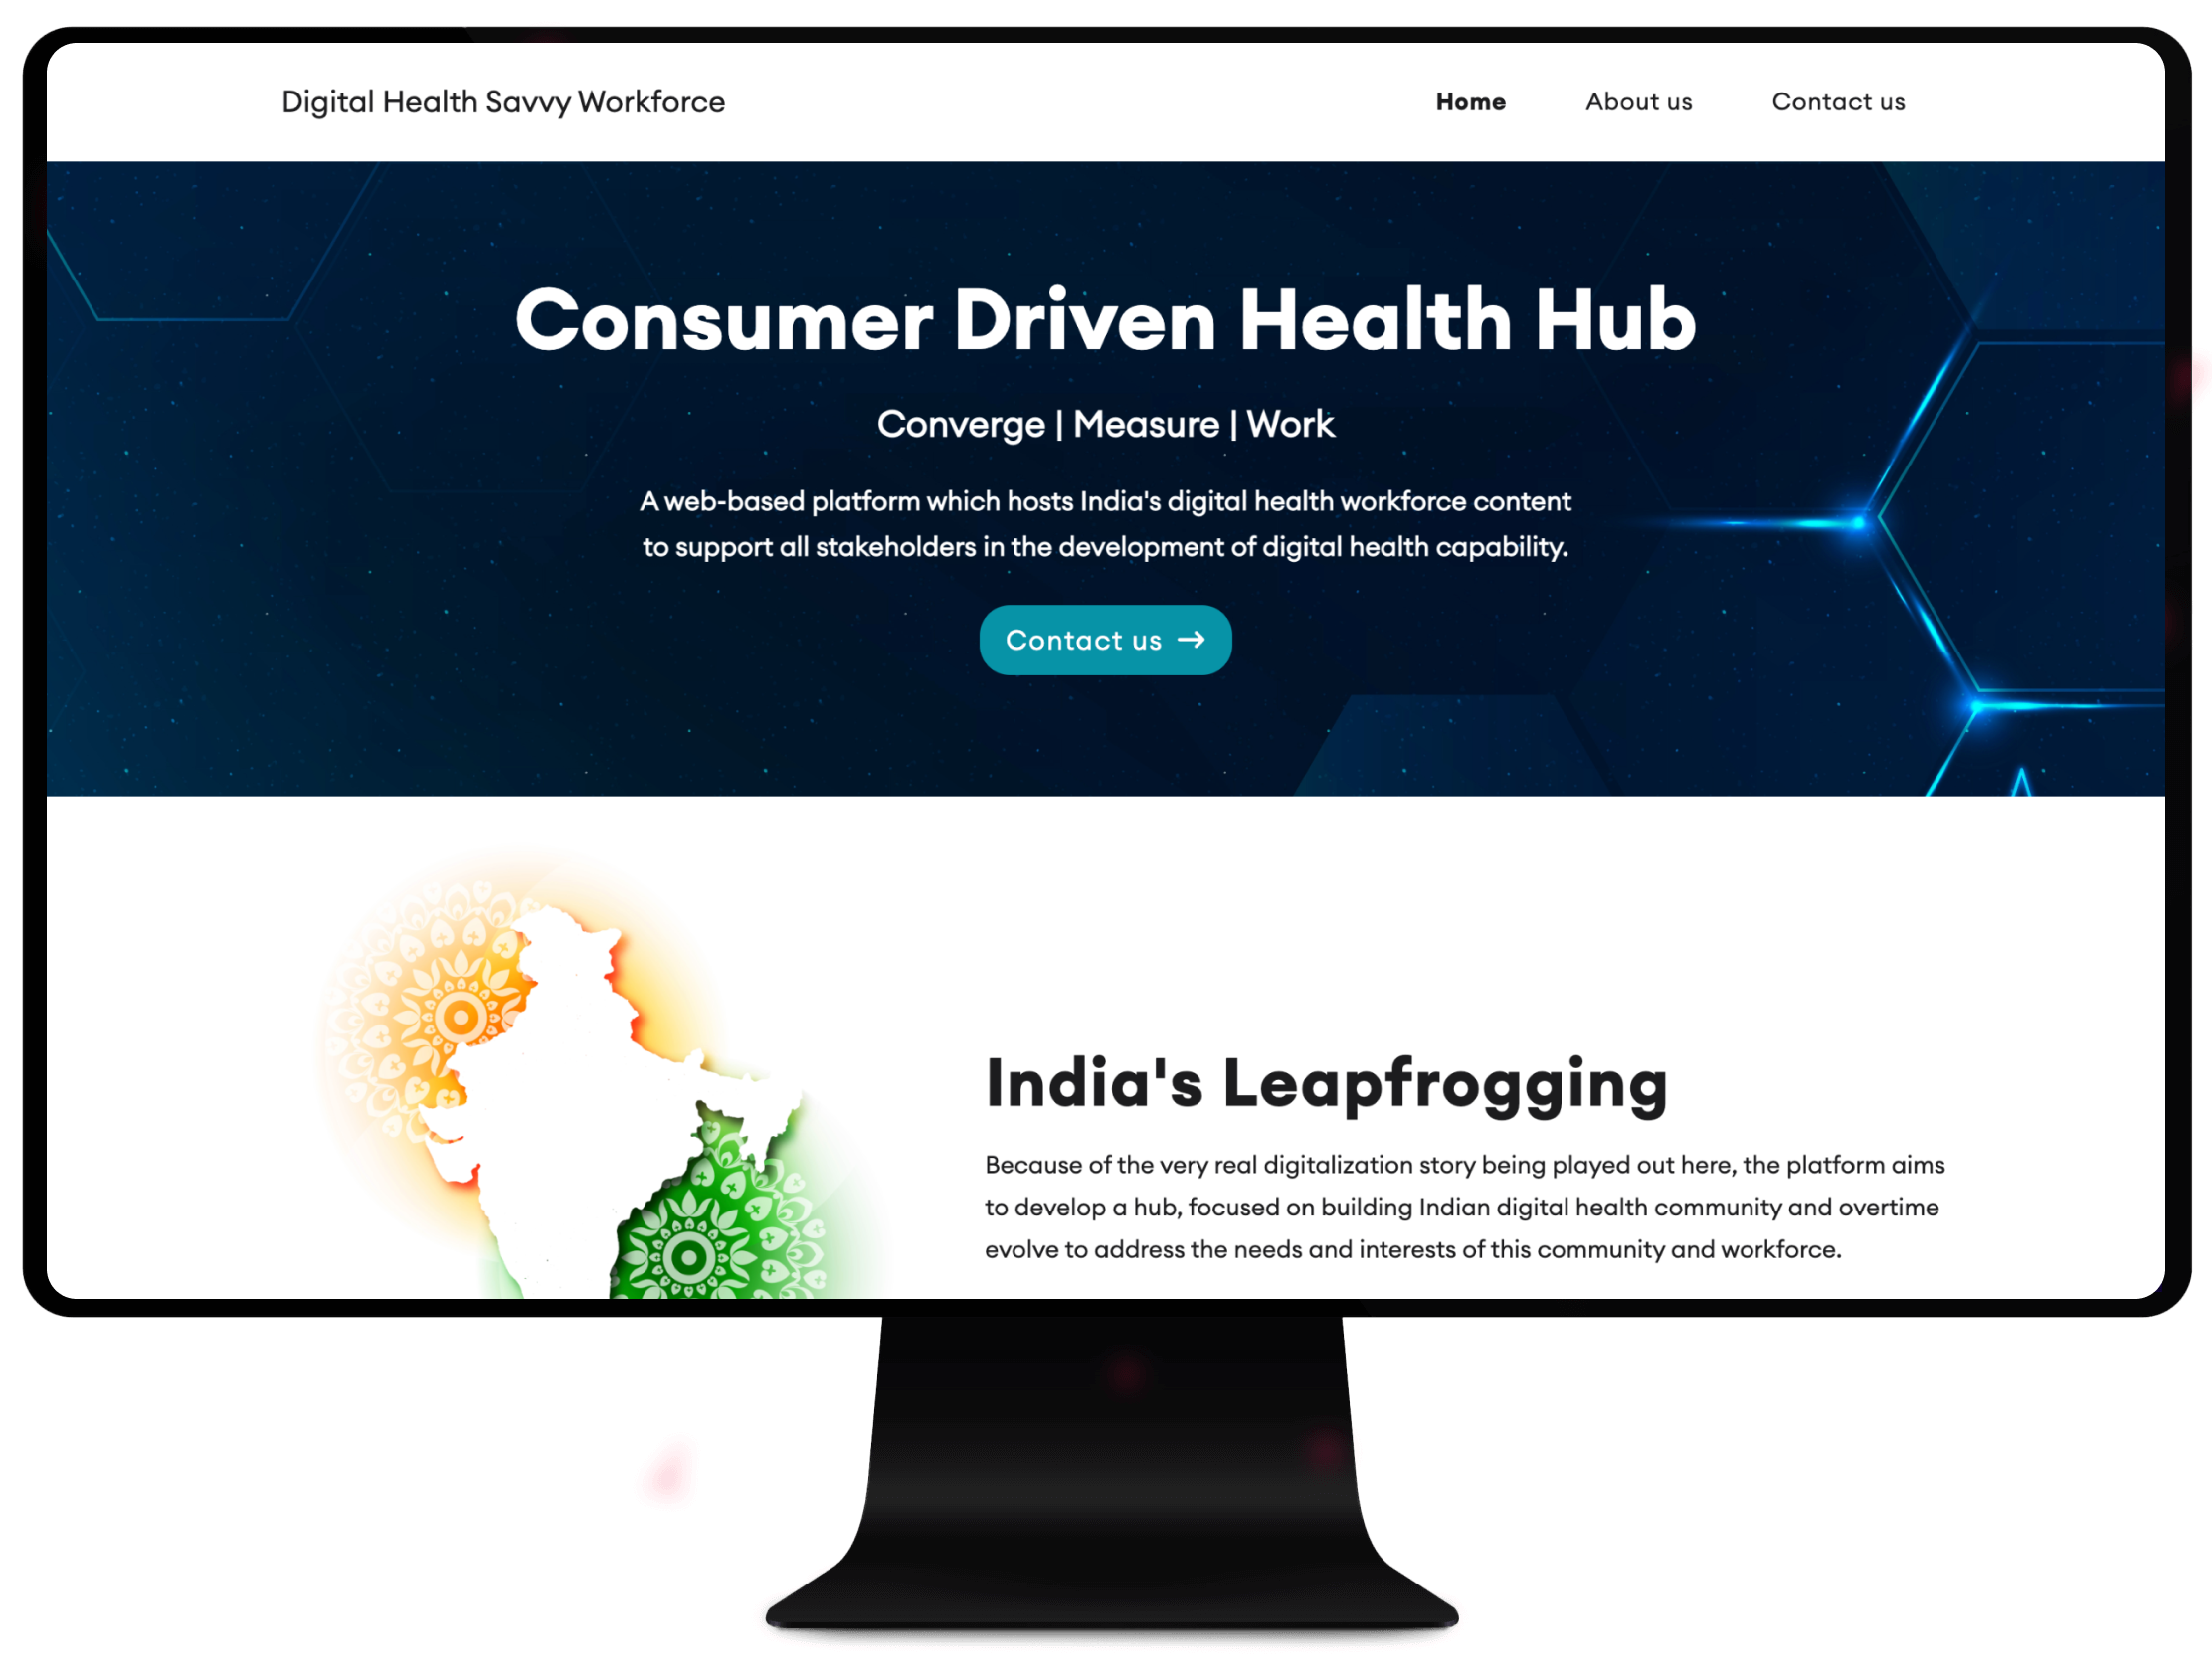 Digital Health Savvy Workforce
Home
About us
Contact us
Consumer Driven Health Hub
Converge | Measure | Work
A web-based platform which hosts India's digital health workforce content
to support all stakeholders in the development of digital health capability.
Contact us →
India's Leapfrogging
Because of the very real digitalization story being played out here, the platform aims
to develop a hub, focused on building Indian digital health community and overtime
evolve to address the needs and interests of this community and workforce.